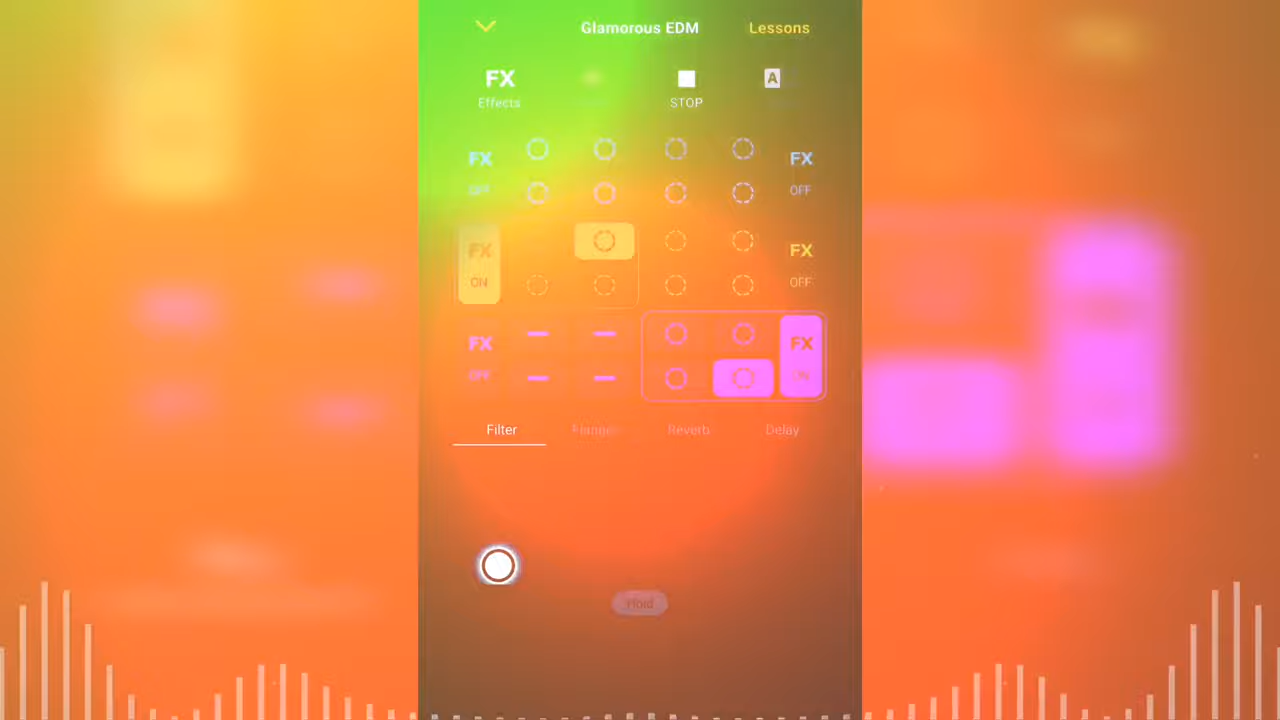 Glamorous EDM
Lessons
FX
Effects
STOP
A
FX
OFF
FX
OFF
FX
ON
FX
OFF
FX
OFF
FX
ON
Filter
Flanger
Reverb
Delay
Hold